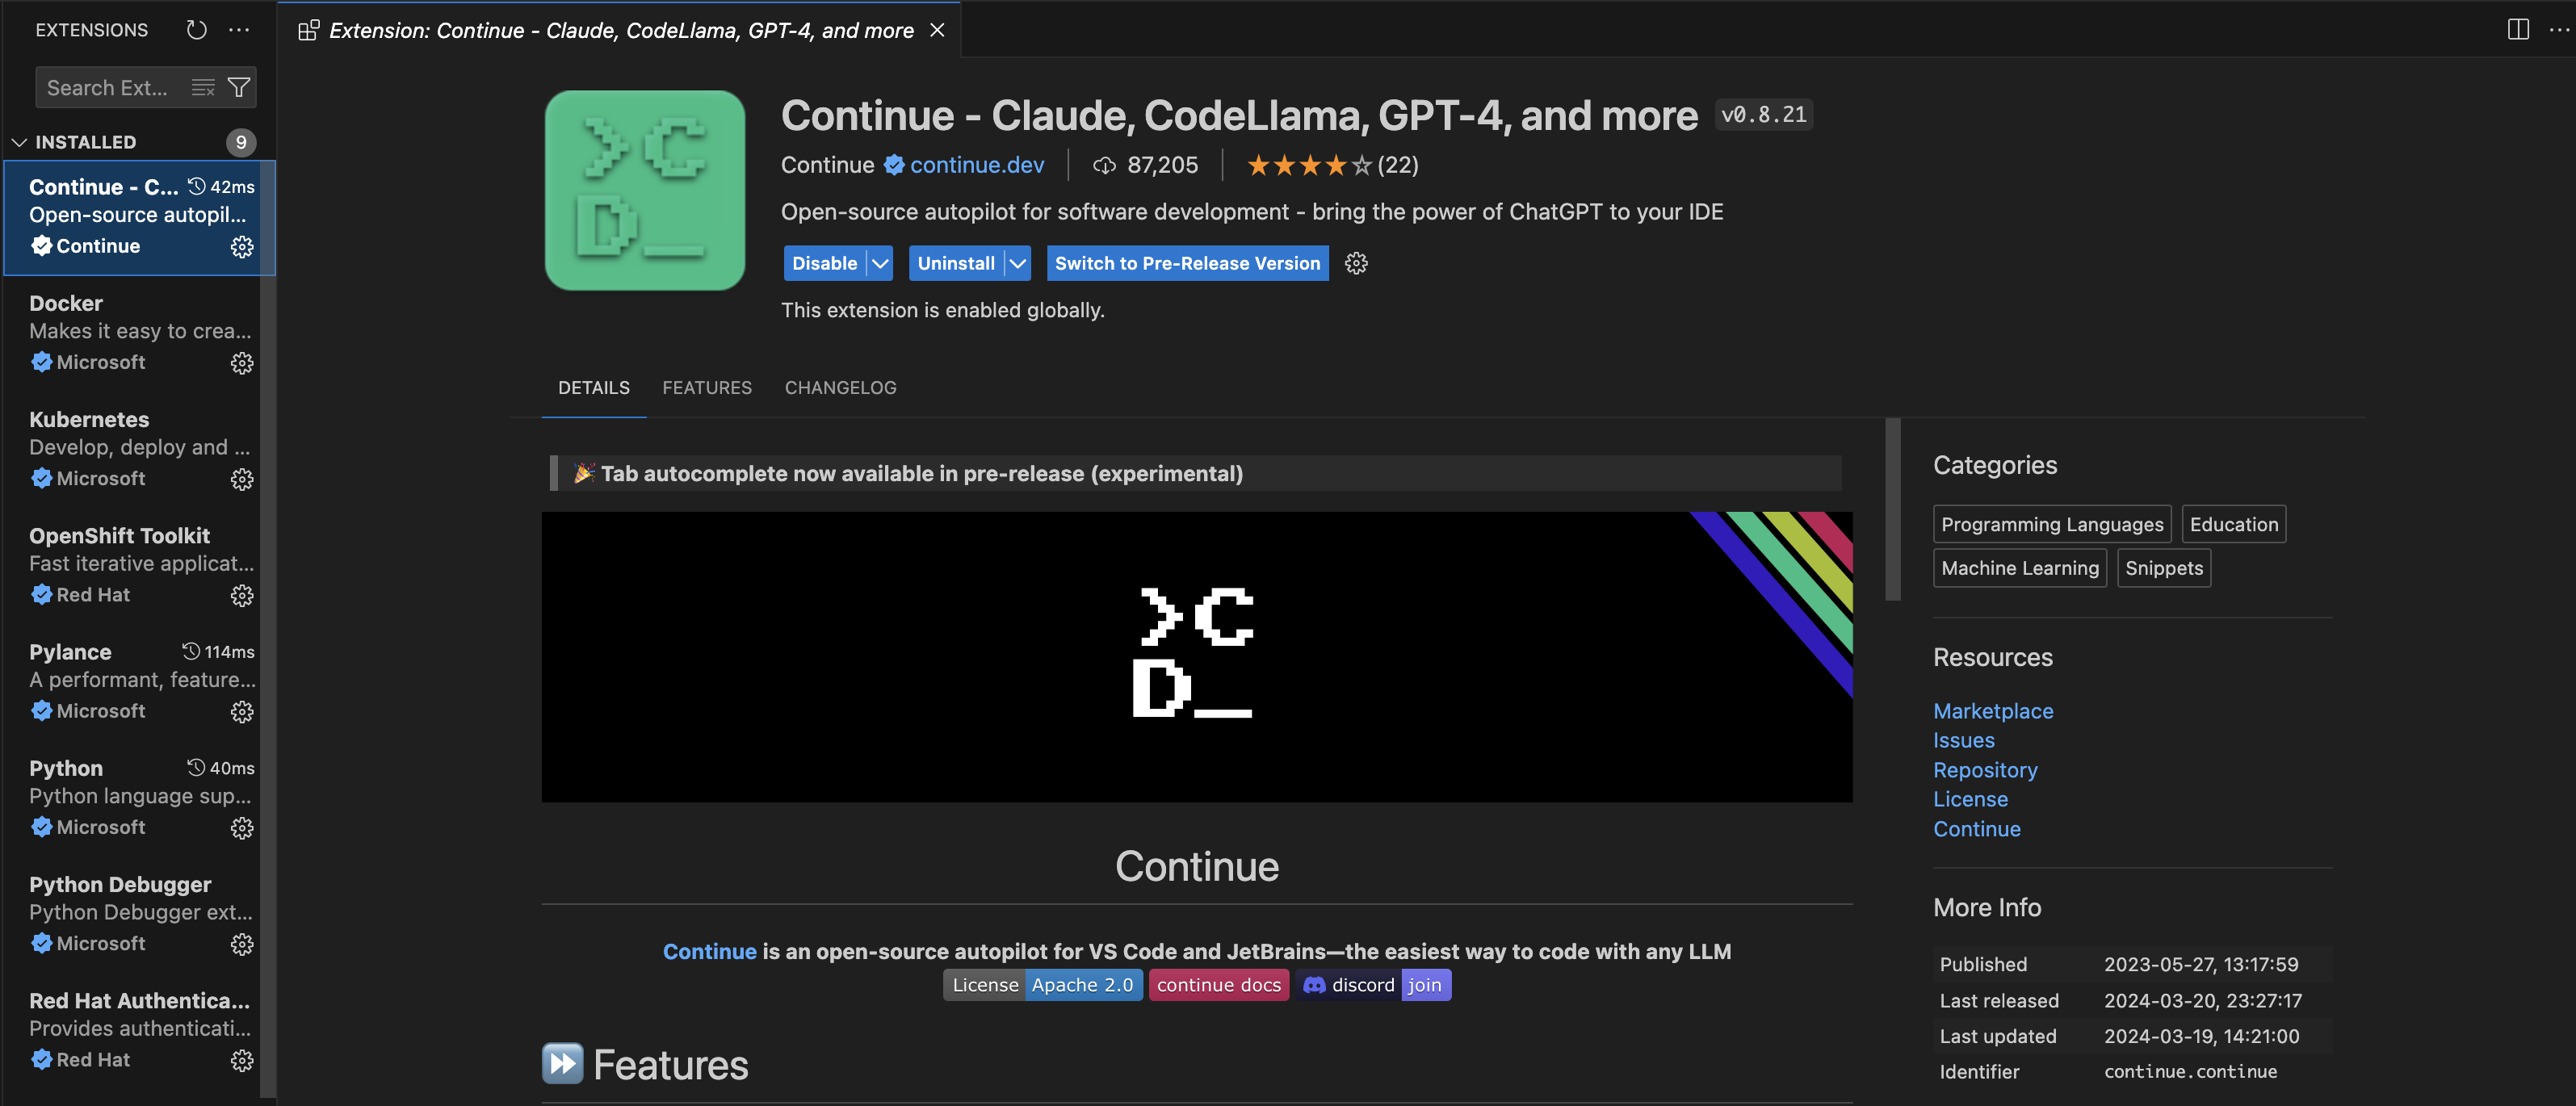 EXTENSIONS
Search Ext...
INSTALLED 9
Continue - C... 42ms
Open-source autopil...
Continue
Docker
Makes it easy to crea...
Microsoft
Kubernetes
Develop, deploy and ...
Microsoft
OpenShift Toolkit
Fast iterative applicat...
Red Hat
Pylance 114ms
A performant, feature...
Microsoft
Python 40ms
Python language sup...
Microsoft
Python Debugger
Python Debugger ext...
Microsoft
Red Hat Authentica...
Provides authenticati...
Red Hat
Extension: Continue - Claude, CodeLlama, GPT-4, and more
>C
D_
Continue - Claude, CodeLlama, GPT-4, and more v0.8.21
Continue continue.dev 87,205 (22)
Open-source autopilot for software development - bring the power of ChatGPT to your IDE
Disable Uninstall Switch to Pre-Release Version
This extension is enabled globally.
DETAILS FEATURES CHANGELOG
🎉 Tab autocomplete now available in pre-release (experimental)
>C
D_
Continue
Continue is an open-source autopilot for VS Code and JetBrains—the easiest way to code with any LLM
License Apache 2.0 continue docs discord join
⏩ Features
Categories
Programming Languages Education
Machine Learning Snippets
Resources
Marketplace
Issues
Repository
License
Continue
More Info
Published 2023-05-27, 13:17:59
Last released 2024-03-20, 23:27:17
Last updated 2024-03-19, 14:21:00
Identifier continue.continue